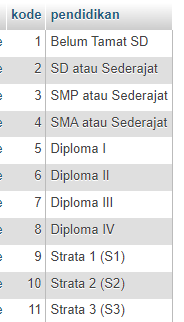 kode pendidikan
e 1 Belum Tamat SD
e 2 SD atau Sederajat
e 3 SMP atau Sederajat
e 4 SMA atau Sederajat
e 5 Diploma I
e 6 Diploma II
e 7 Diploma III
e 8 Diploma IV
e 9 Strata 1 (S1)
e 10 Strata 2 (S2)
e 11 Strata 3 (S3)